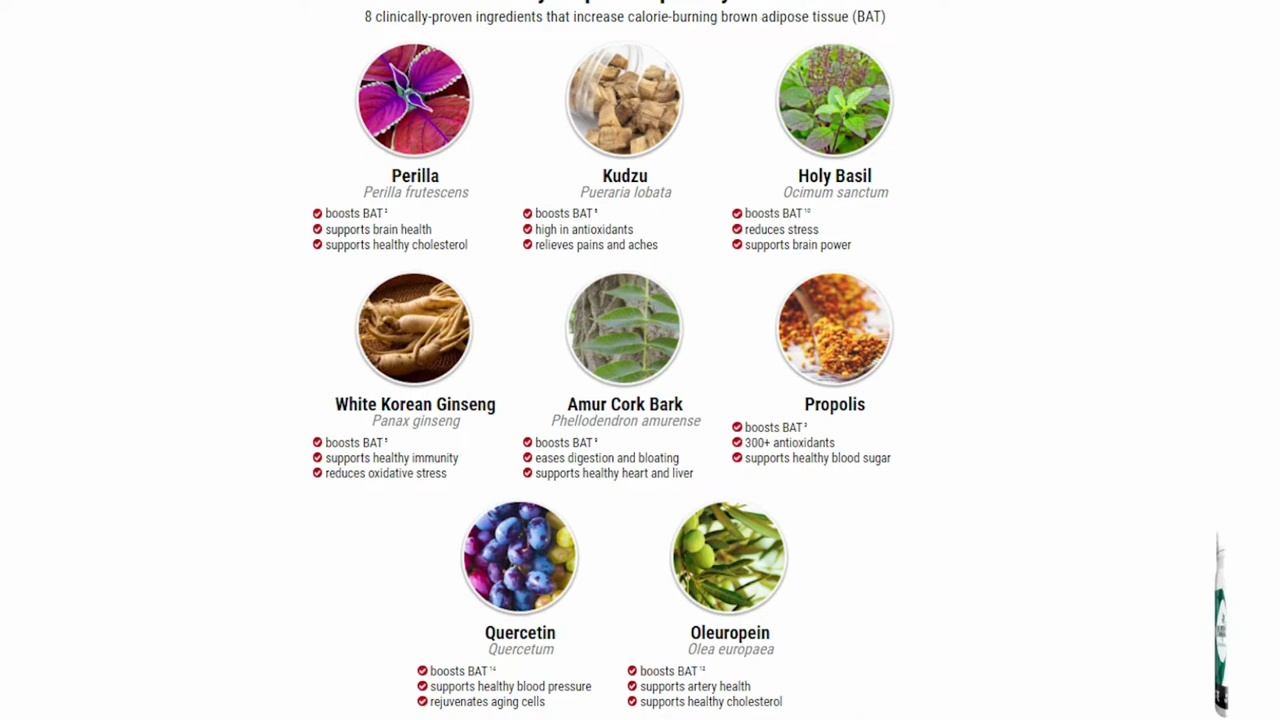 8 clinically-proven ingredients that increase calorie-burning brown adipose tissue (BAT)
Perilla
Perilla frutescens
boosts BAT
supports brain health
supports healthy cholesterol
Kudzu
Pueraria lobata
boosts BAT
high in antioxidants
relieves pains and aches
Holy Basil
Ocimum sanctum
boosts BAT ¹⁰
reduces stress
supports brain power
White Korean Ginseng
Panax ginseng
boosts BAT
supports healthy immunity
reduces oxidative stress
Amur Cork Bark
Phellodendron amurense
boosts BAT
eases digestion and bloating
supports healthy heart and liver
Propolis
boosts BAT
300+ antioxidants
supports healthy blood sugar
Quercetin
Quercetum
boosts BAT
supports healthy blood pressure
rejuvenates aging cells
Oleuropein
Olea europaea
boosts BAT
supports artery health
supports healthy cholesterol